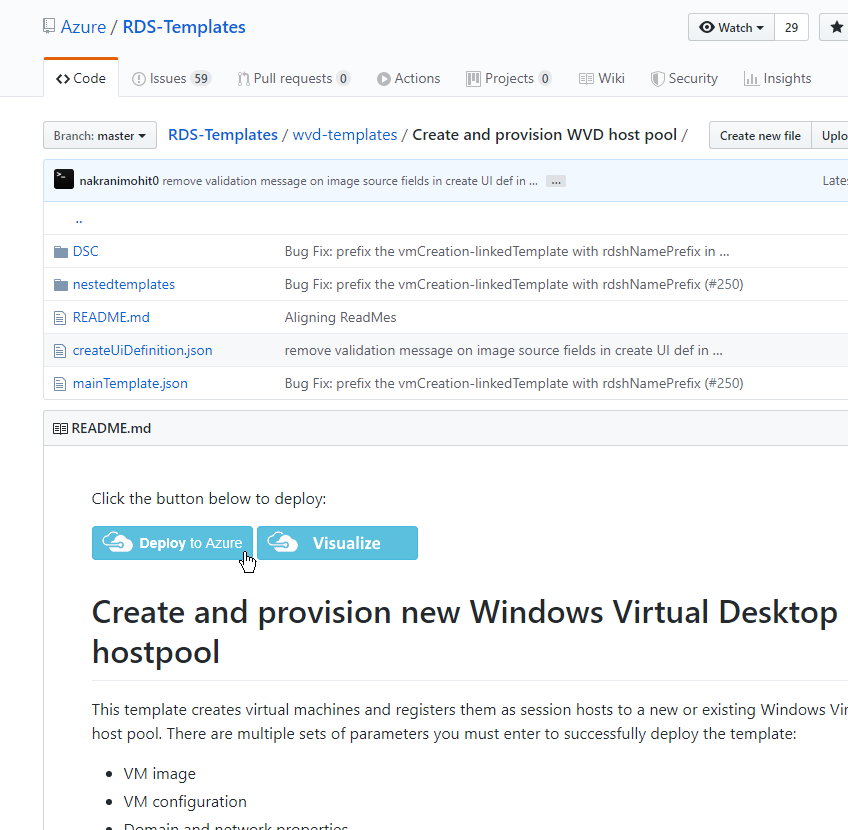 Azure / RDS-Templates
Watch 29
Code Issues 59 Pull requests 0 Actions Projects 0 Wiki Security Insights
Branch: master RDS-Templates / wvd-templates / Create and provision WVD host pool / Create new file Uplo
nakranimohit0 remove validation message on image source fields in create UI def in ... ... Late
..
DSC Bug Fix: prefix the vmCreation-linkedTemplate with rdshNamePrefix in ...
nestedtemplates Bug Fix: prefix the vmCreation-linkedTemplate with rdshNamePrefix (#250)
README.md Aligning ReadMes
createUiDefinition.json remove validation message on image source fields in create UI def in ...
mainTemplate.json Bug Fix: prefix the vmCreation-linkedTemplate with rdshNamePrefix (#250)
README.md
Click the button below to deploy:
Deploy to Azure Visualize
Create and provision new Windows Virtual Desktop
hostpool
This template creates virtual machines and registers them as session hosts to a new or existing Windows Vir
host pool. There are multiple sets of parameters you must enter to successfully deploy the template:
• VM image
• VM configuration
• Domain and network properties